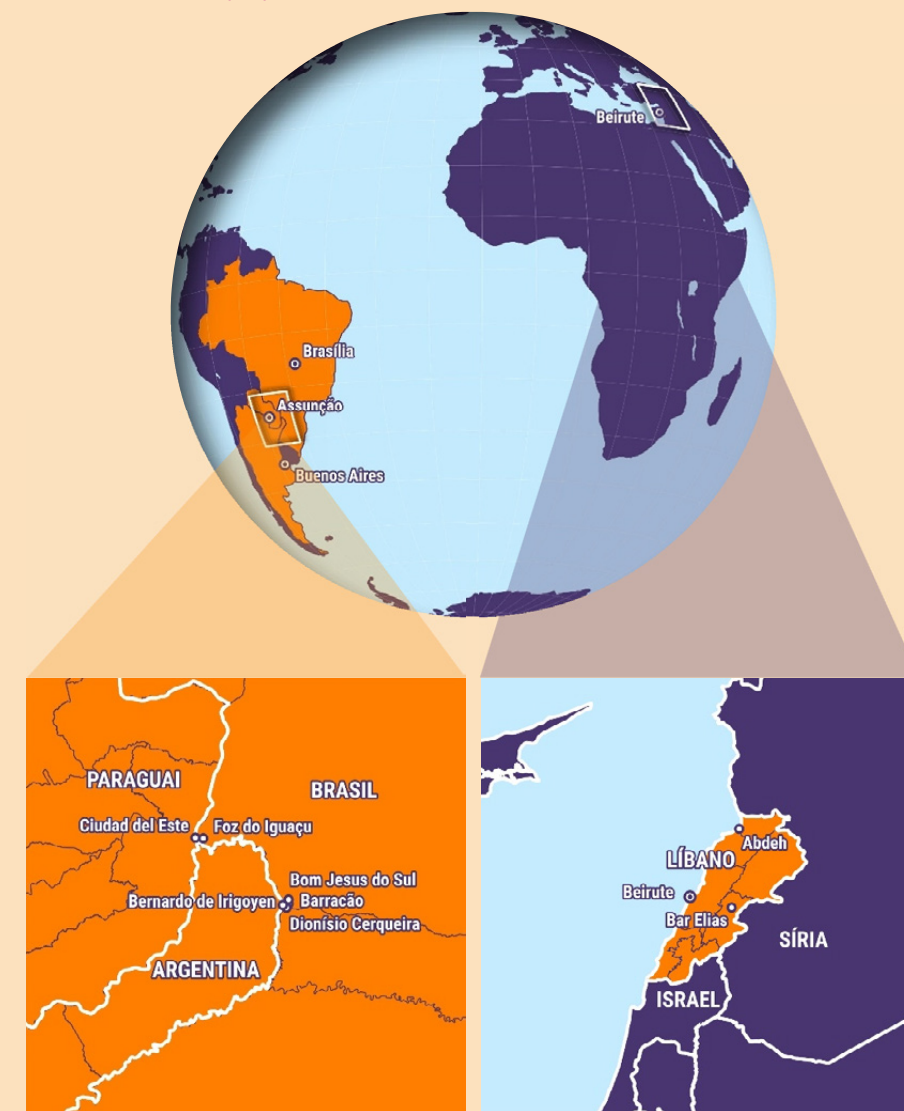 Beirute
Brasília
Assunção
Buenos Aires
PARAGUAI
BRASIL
Ciudad del Este
Foz do Iguaçu
Bom Jesus do Sul
Bernardo de Irigoyen
Barracão
Dionísio Cerqueira
ARGENTINA
Abdeh
LÍBANO
Beirute
Bar Elias
SÍRIA
ISRAEL